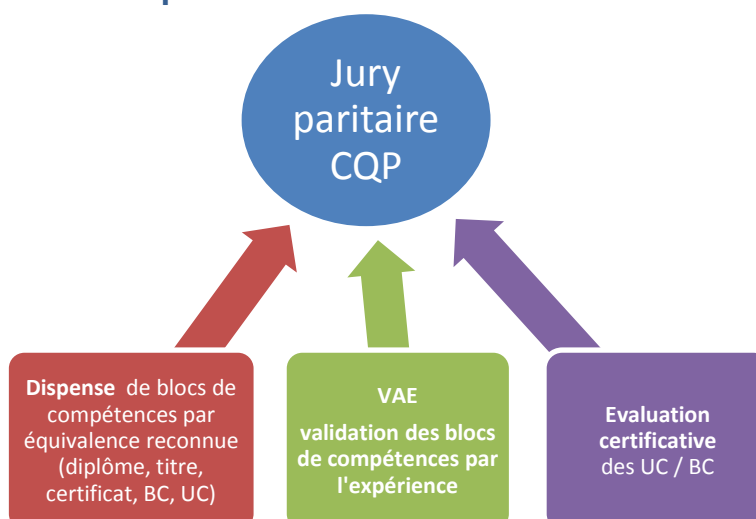 Jury
paritaire
CQP
Dispense de blocs de
compétences par
équivalence reconnue
(diplôme, titre,
certificat, BC, UC)
VAE
validation des blocs
de compétences par
l'expérience
Evaluation
certificative
des UC / BC